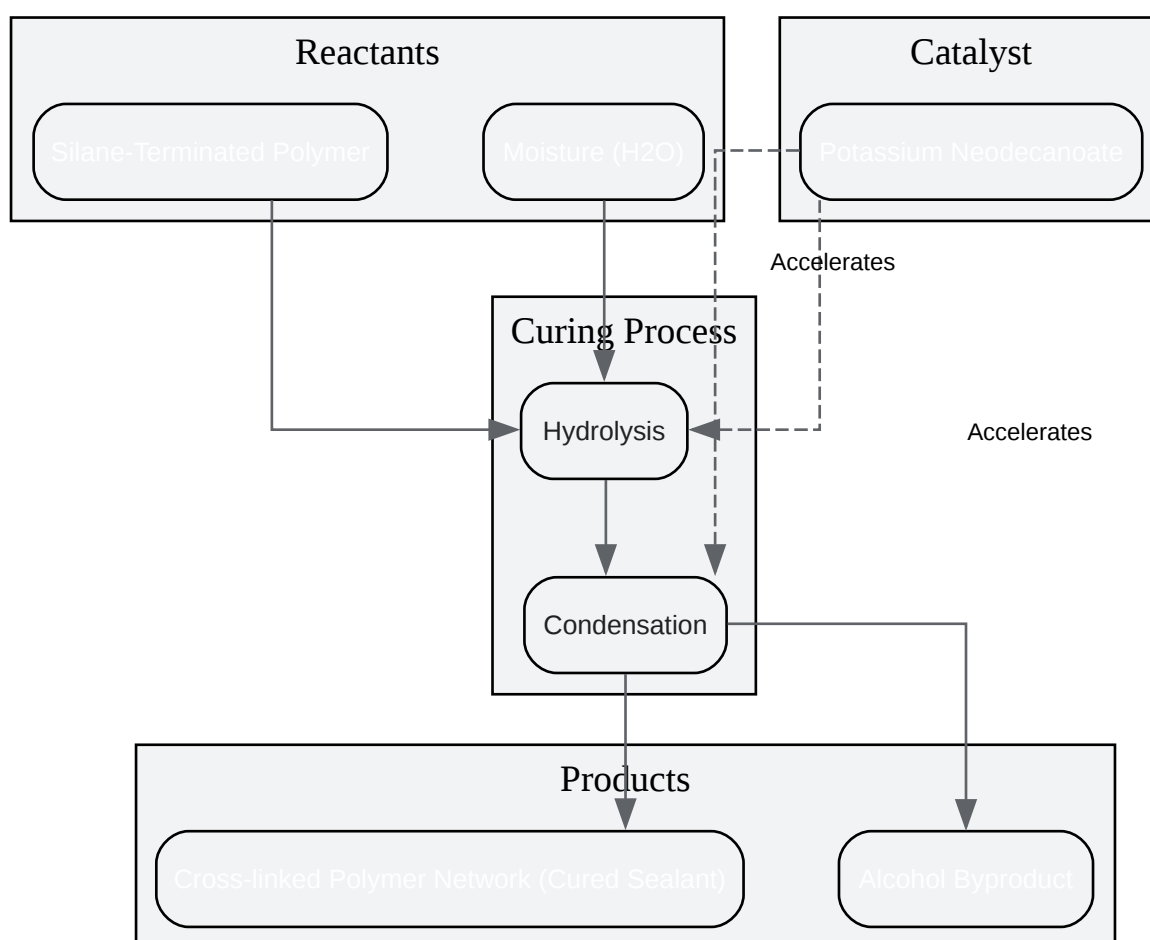 Reactants
Catalyst
Silane-Terminated Polymer
Moisture (H2O)
Potassium Neodecanoate
Accelerates
Curing Process
Hydrolysis
Accelerates
Condensation
Products
Cross-linked Polymer Network (Cured Sealant)
Alcohol Byproduct